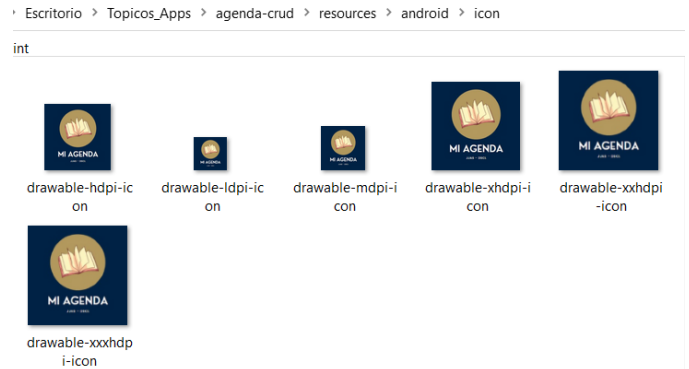 Escritorio > Topicos_Apps > agenda-crud > resources > android > icon
int
MI AGENDA
MI AGENDA
MI AGENDA
MI AGENDA
MI AGENDA
drawable-hdpi-ic
on
drawable-ldpi-ic
on
drawable-mdpi-i
con
drawable-xhdpi-i
con
drawable-xxhdpi
-icon
MI AGENDA
drawable-xxxhdp
i-icon